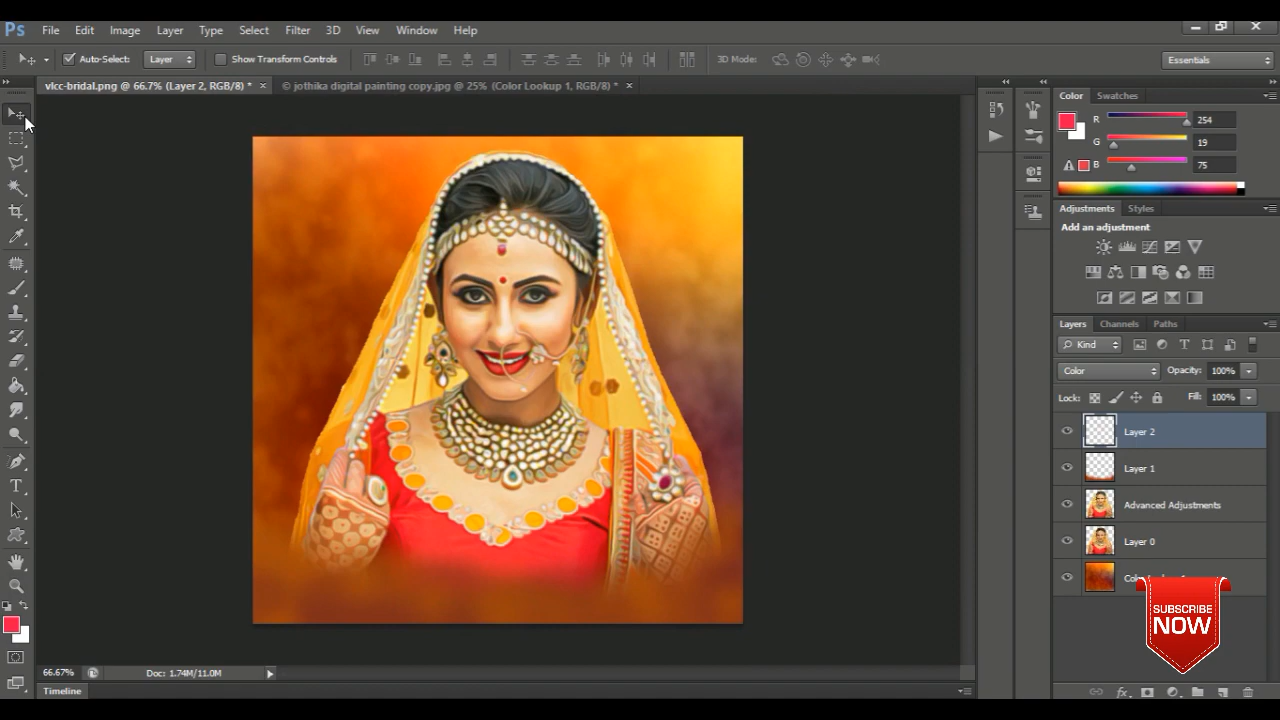 Ps File Edit Image Layer Type Select Filter 3D View Window Help
Auto-Select: Layer Show Transform Controls 3D Mode: Essentials
vlcc-bridal.png @ 66.7% (Layer 2, RGB/8) * × © jothika digital painting copy.jpg @ 25% (Color Lookup 1, RGB/8) * ×
Color Swatches
R 254
G 19
B 75
Adjustments Styles
Add an adjustment
Layers Channels Paths
Kind
Color Opacity: 100%
Lock: Fill: 100%
Layer 2
Layer 1
Advanced Adjustments
Layer 0
SUBSCRIBE
NOW
66.67% Doc: 1.74M/11.0M
Timeline